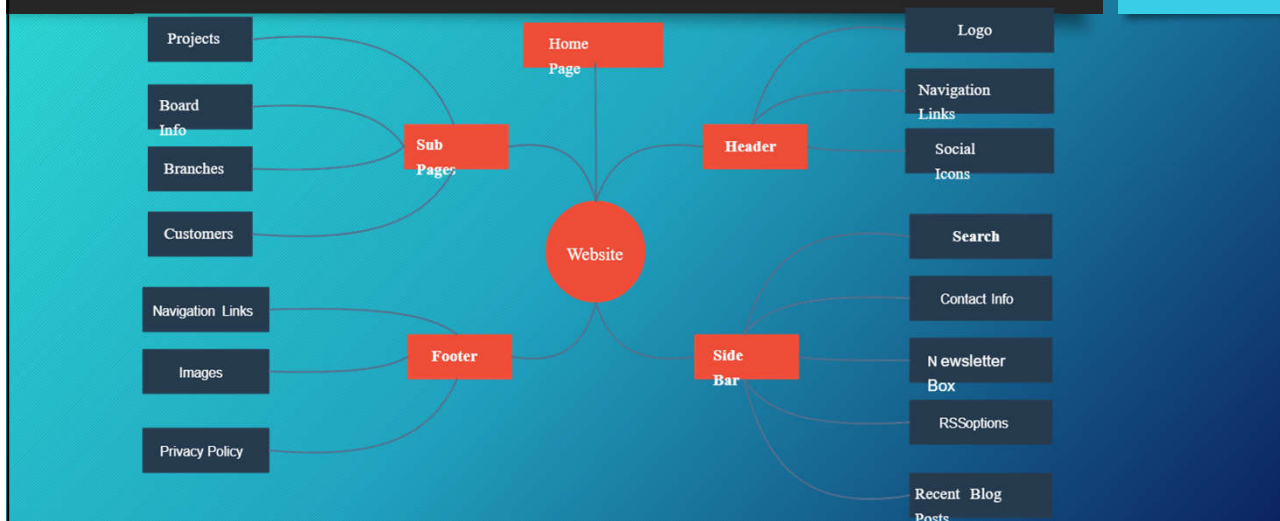 Projects
Board
Info
Branches
Customers
Sub
Pages
Home
Page
Header
Logo
Navigation
Links
Social
Icons
Website
Navigation Links
Images
Privacy Policy
Footer
Side
Bar
Search
Contact Info
N ewsletter
Box
RSSoptions
Recent Blog
Posts